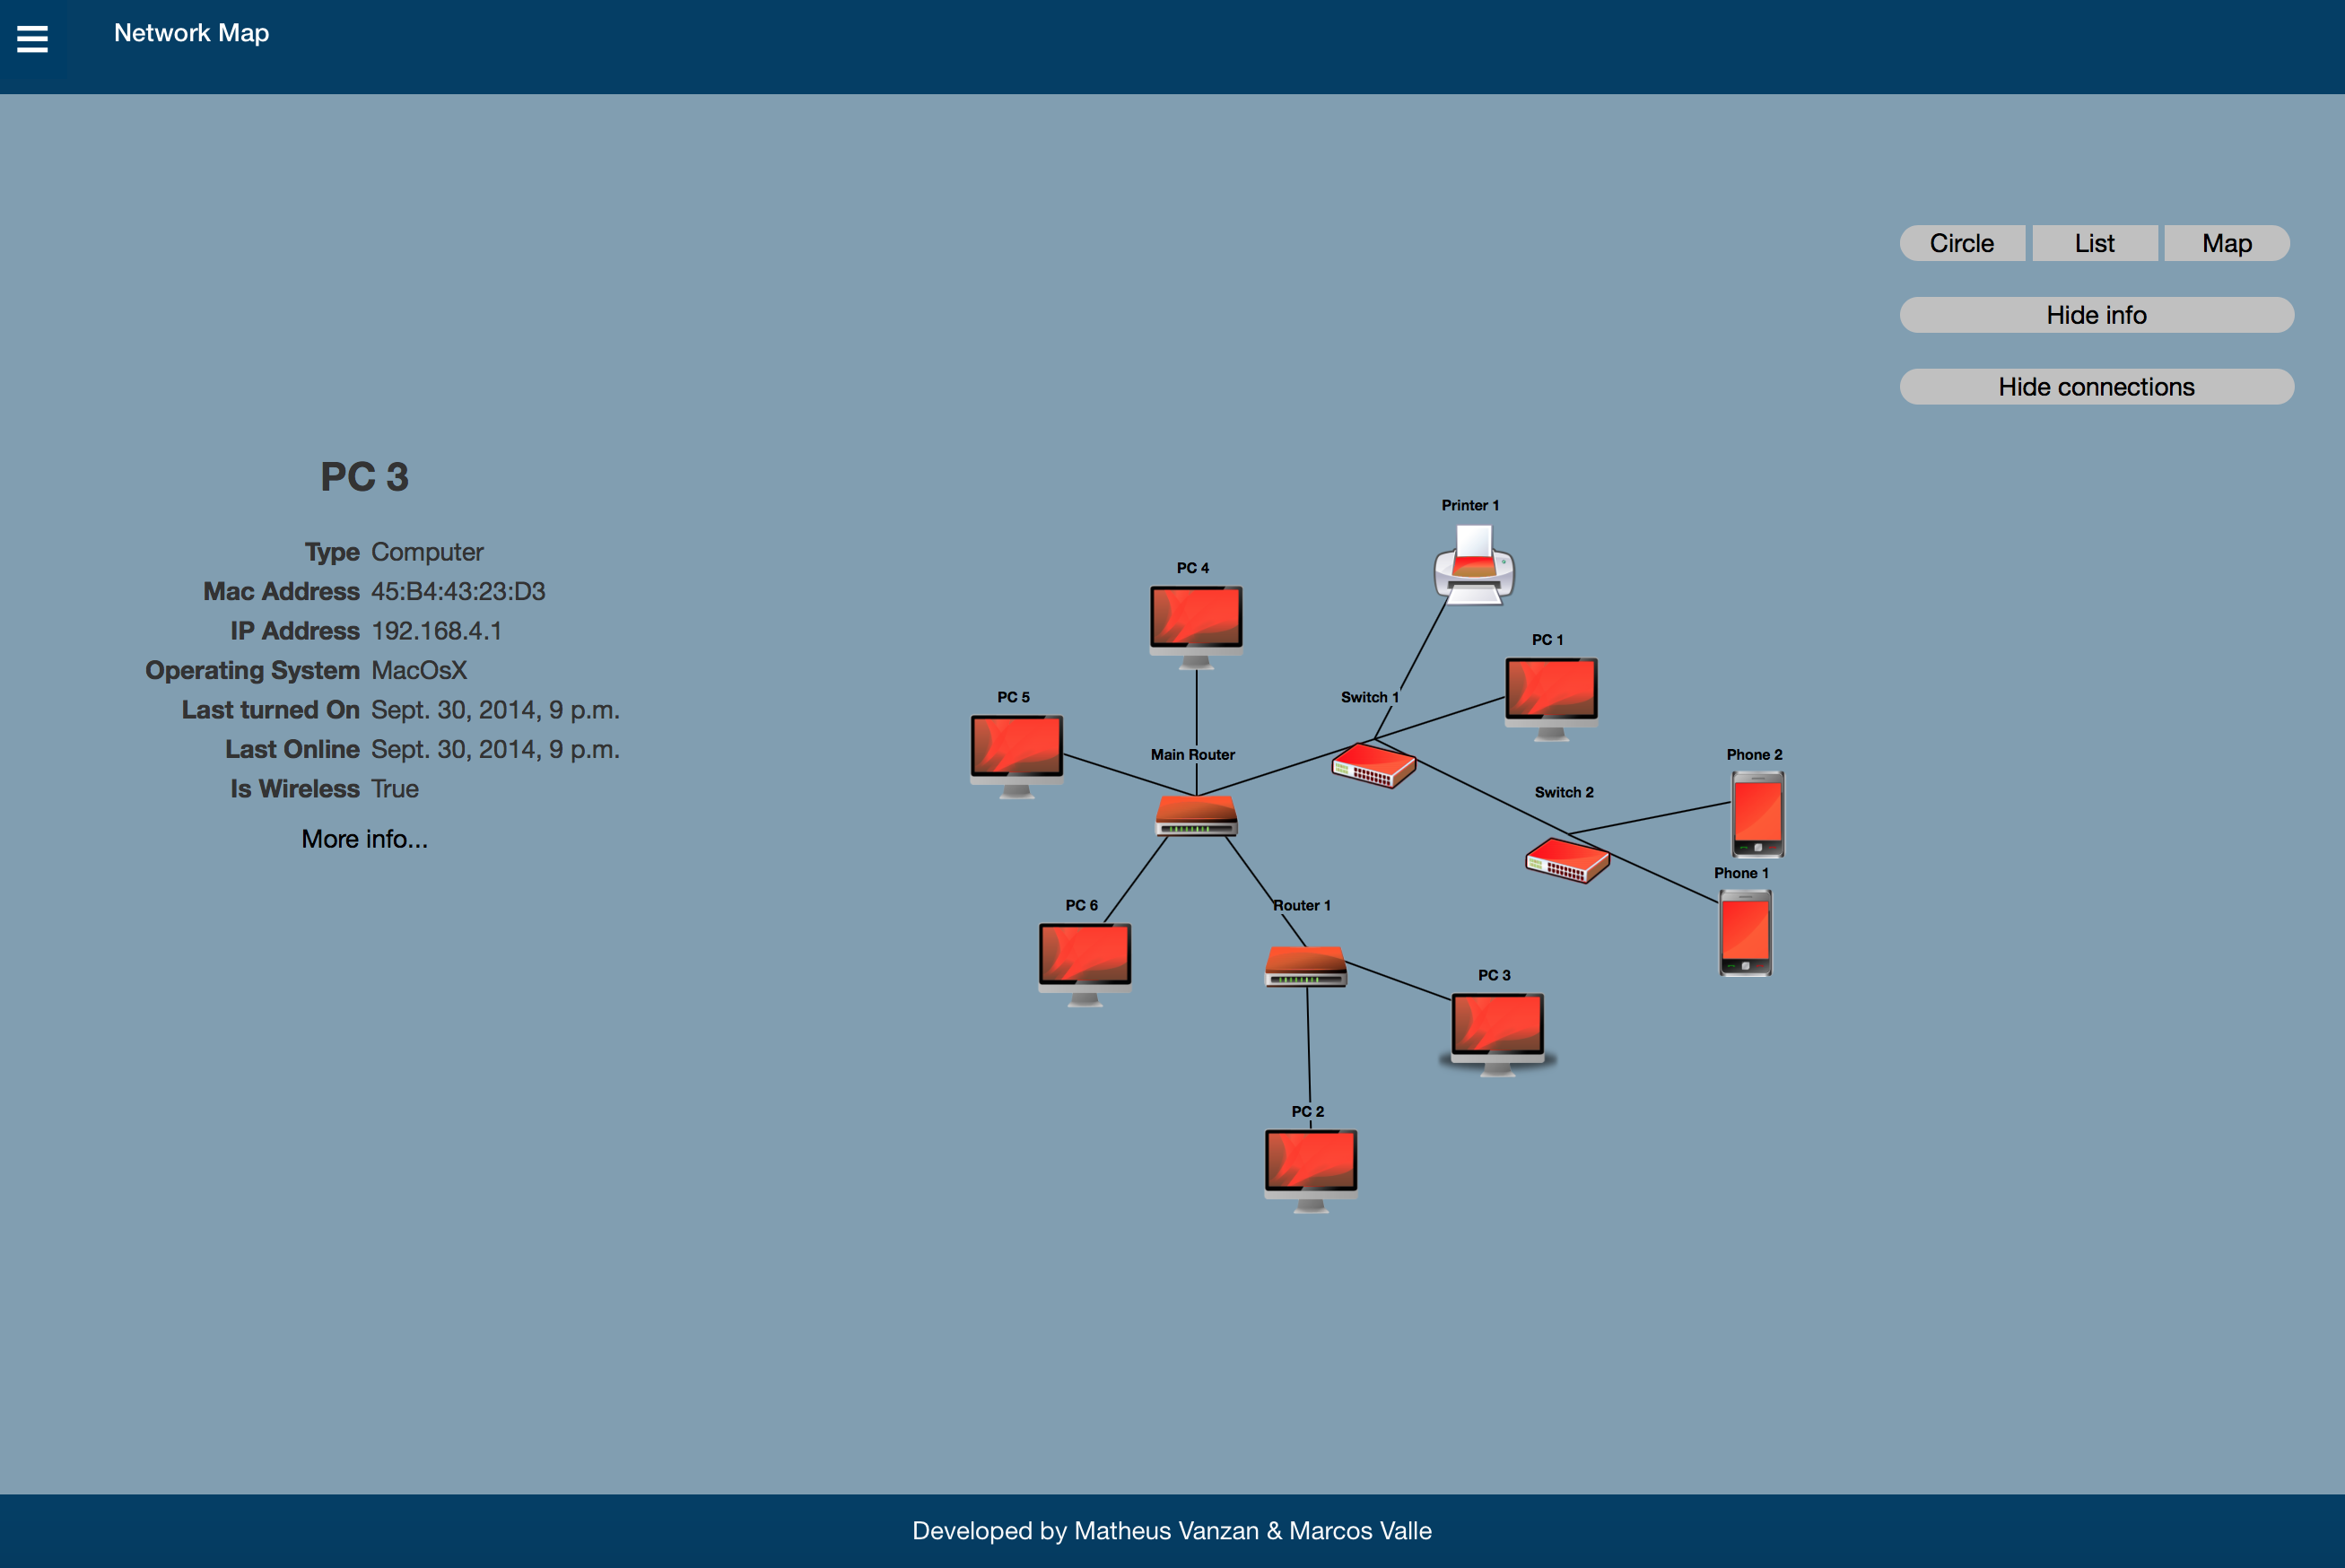 Network Map
Circle List Map
Hide info
Hide connections
PC 3
Type Computer
Mac Address 45:B4:43:23:D3
IP Address 192.168.4.1
Operating System MacOsX
Last turned On Sept. 30, 2014, 9 p.m.
Last Online Sept. 30, 2014, 9 p.m.
Is Wireless True
More info...
Printer 1
PC 4
PC 1
PC 5
Switch 1
Main Router
Phone 2
Switch 2
Phone 1
PC 6
Router 1
PC 3
PC 2
Developed by Matheus Vanzan & Marcos Valle